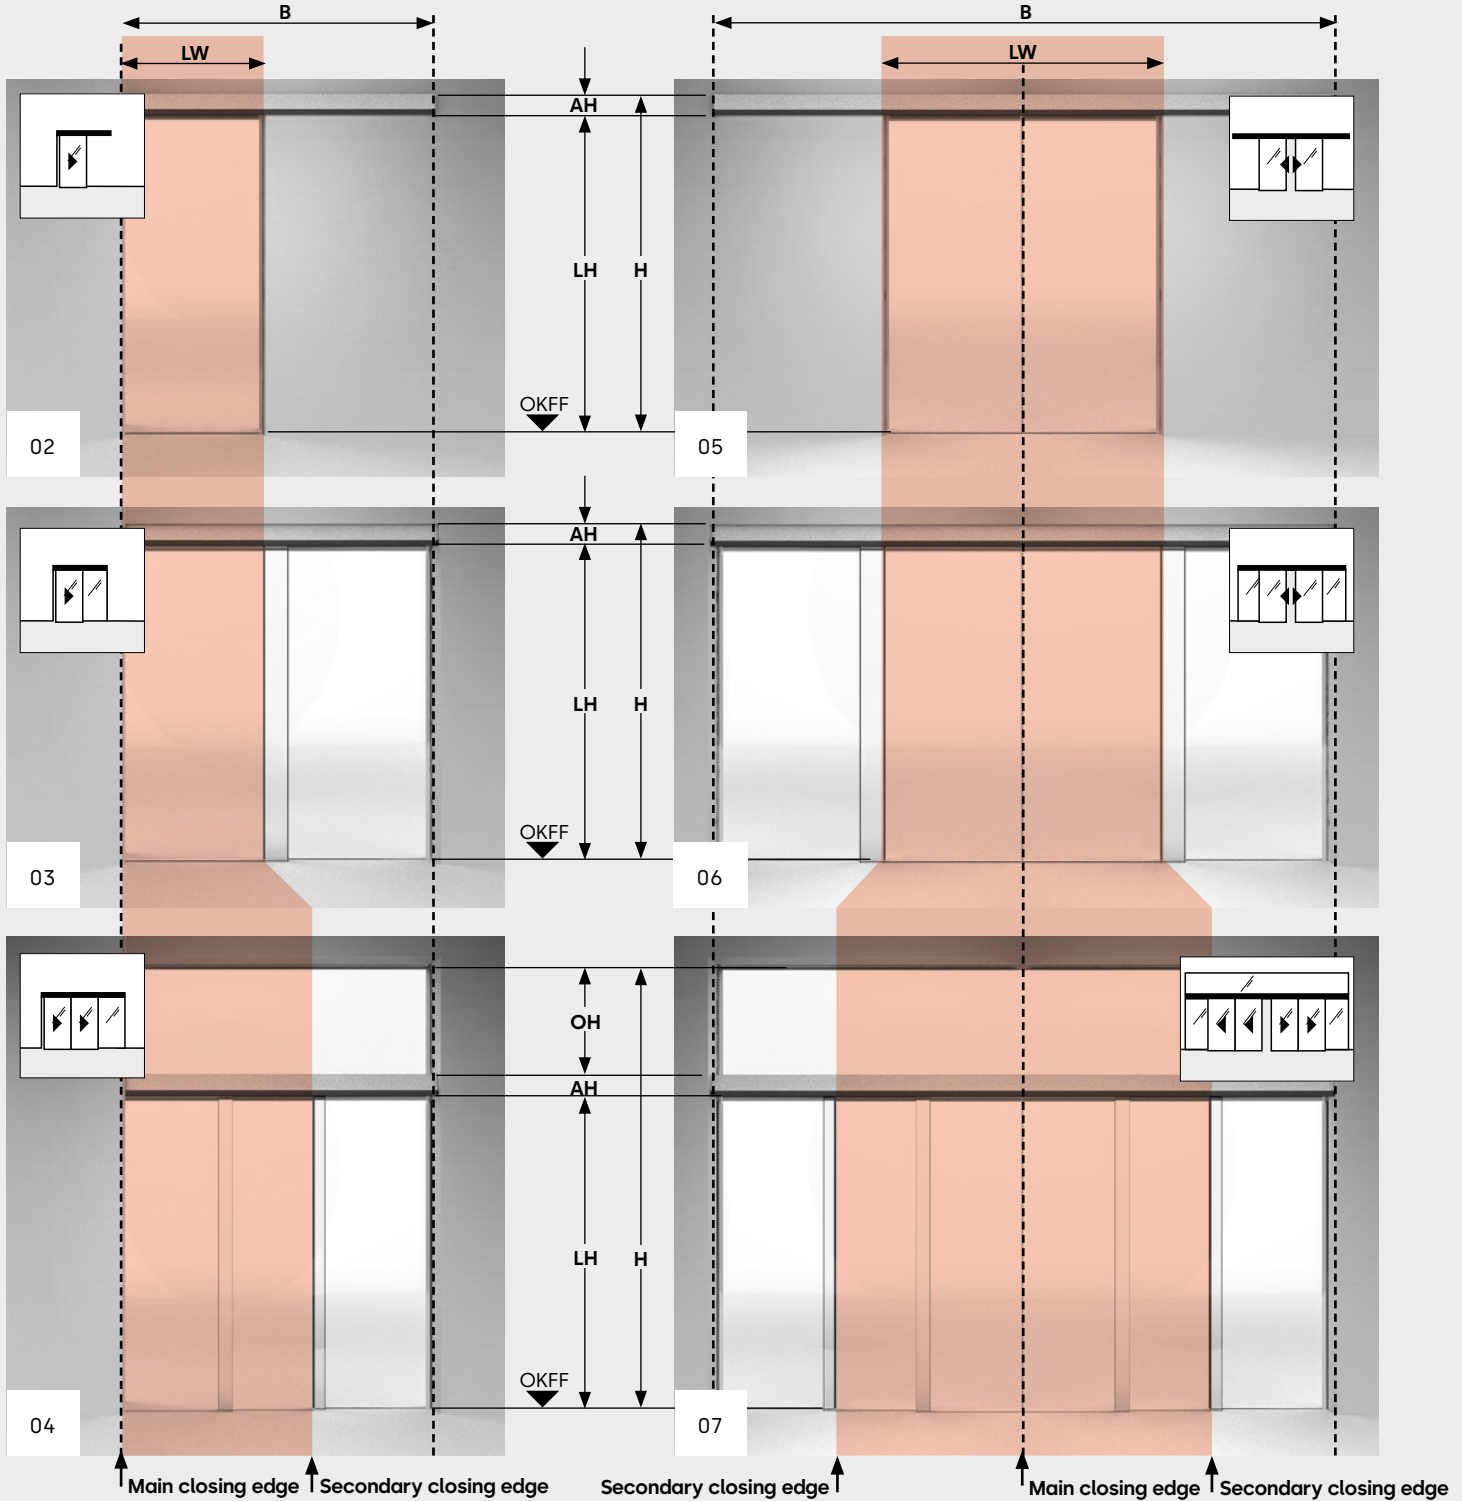 B
B
LW
LW
AH
LH
H
OKFF
02
05
AH
LH
H
OKFF
03
06
OH
AH
LH
H
OKFF
04
07
Main closing edge
Secondary closing edge
Secondary closing edge
Main closing edge
Secondary closing edge